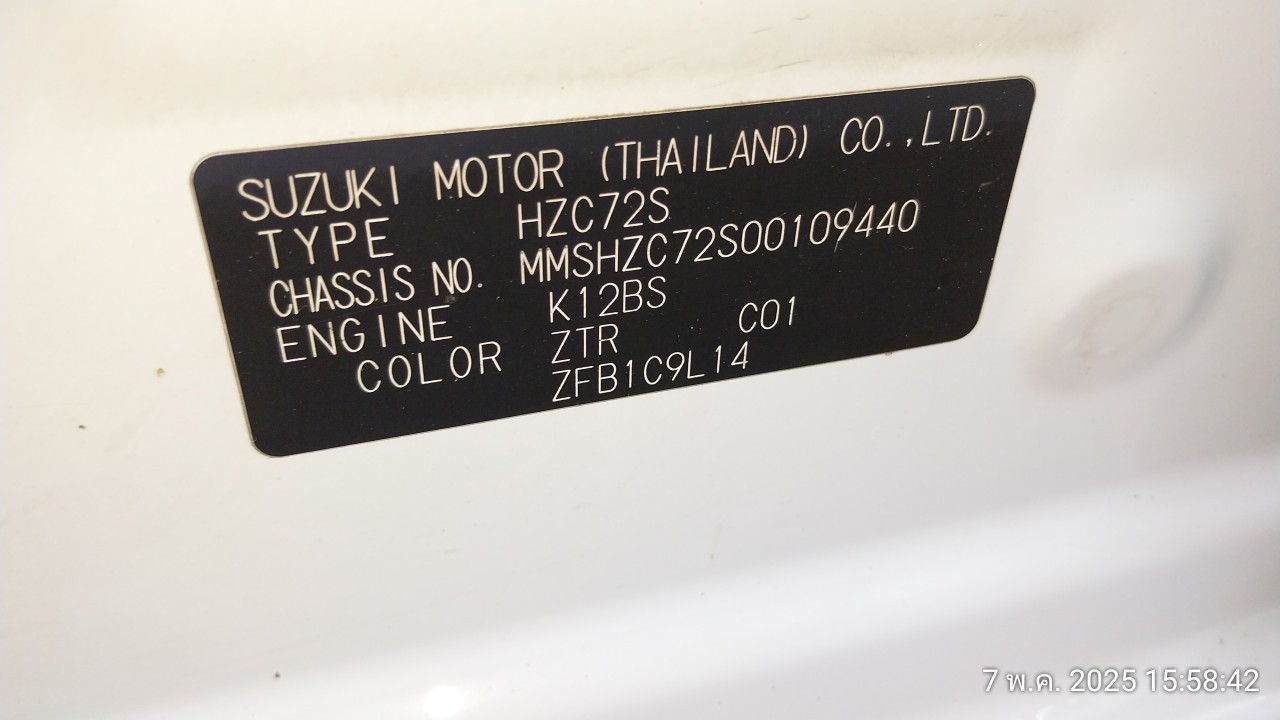 SUZUKI MOTOR (THAILAND) CO.,LTD.
TYPE HZC72S
CHASSIS NO. MMSHZC72S00109440
ENGINE K12BS
COLOR ZTR C01
ZFB1C9L14
7 พ.ค. 2025 15:58:42